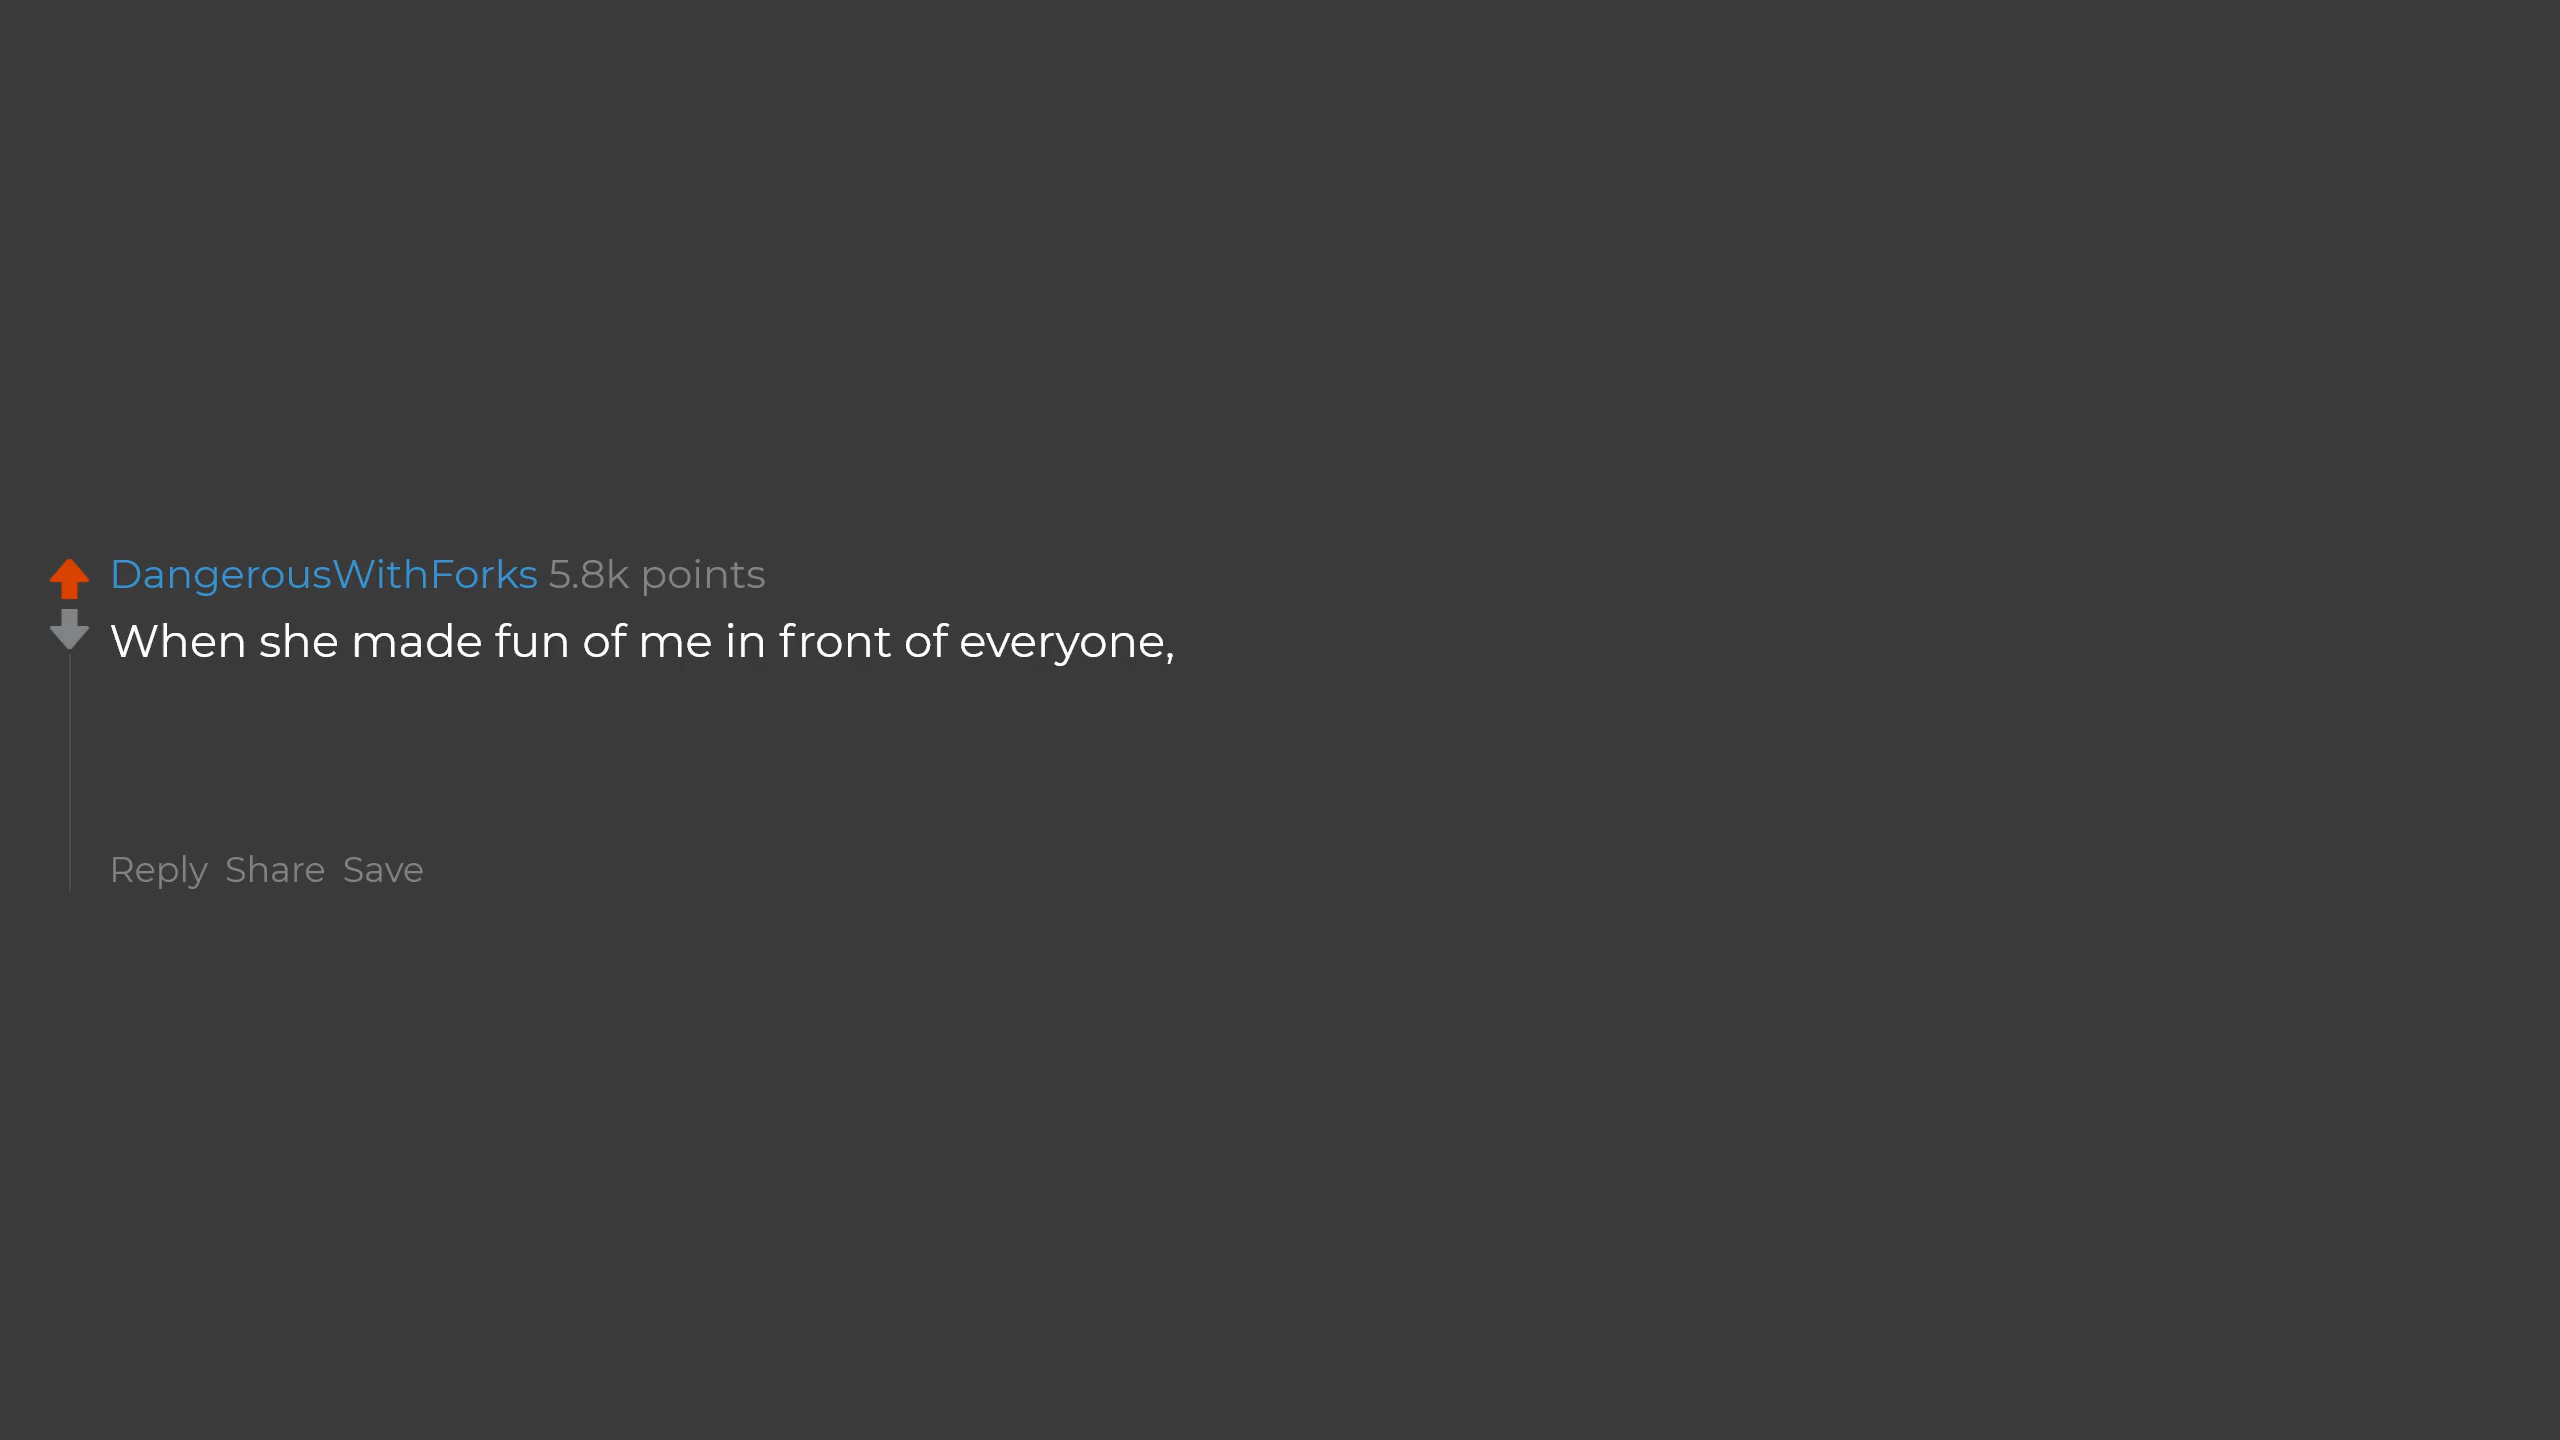 DangerousWithForks 5.8k points
When she made fun of me in front of everyone,
Reply Share Save